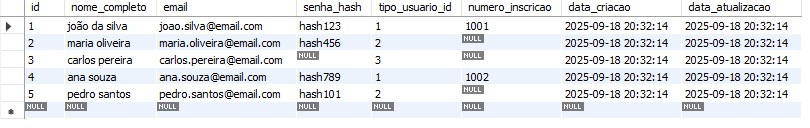 id nome_completo email senha_hash tipo_usuario_id numero_inscricao data_criacao data_atualizacao
1 joão da silva joao.silva@email.com hash123 1 1001 2025-09-18 20:32:14 2025-09-18 20:32:14
2 maria oliveira maria.oliveira@email.com hash456 2 NULL 2025-09-18 20:32:14 2025-09-18 20:32:14
3 carlos pereira carlos.pereira@email.com NULL 3 NULL 2025-09-18 20:32:14 2025-09-18 20:32:14
4 ana souza ana.souza@email.com hash789 1 1002 2025-09-18 20:32:14 2025-09-18 20:32:14
5 pedro santos pedro.santos@email.com hash101 2 NULL 2025-09-18 20:32:14 2025-09-18 20:32:14
NULL NULL NULL NULL NULL NULL NULL NULL